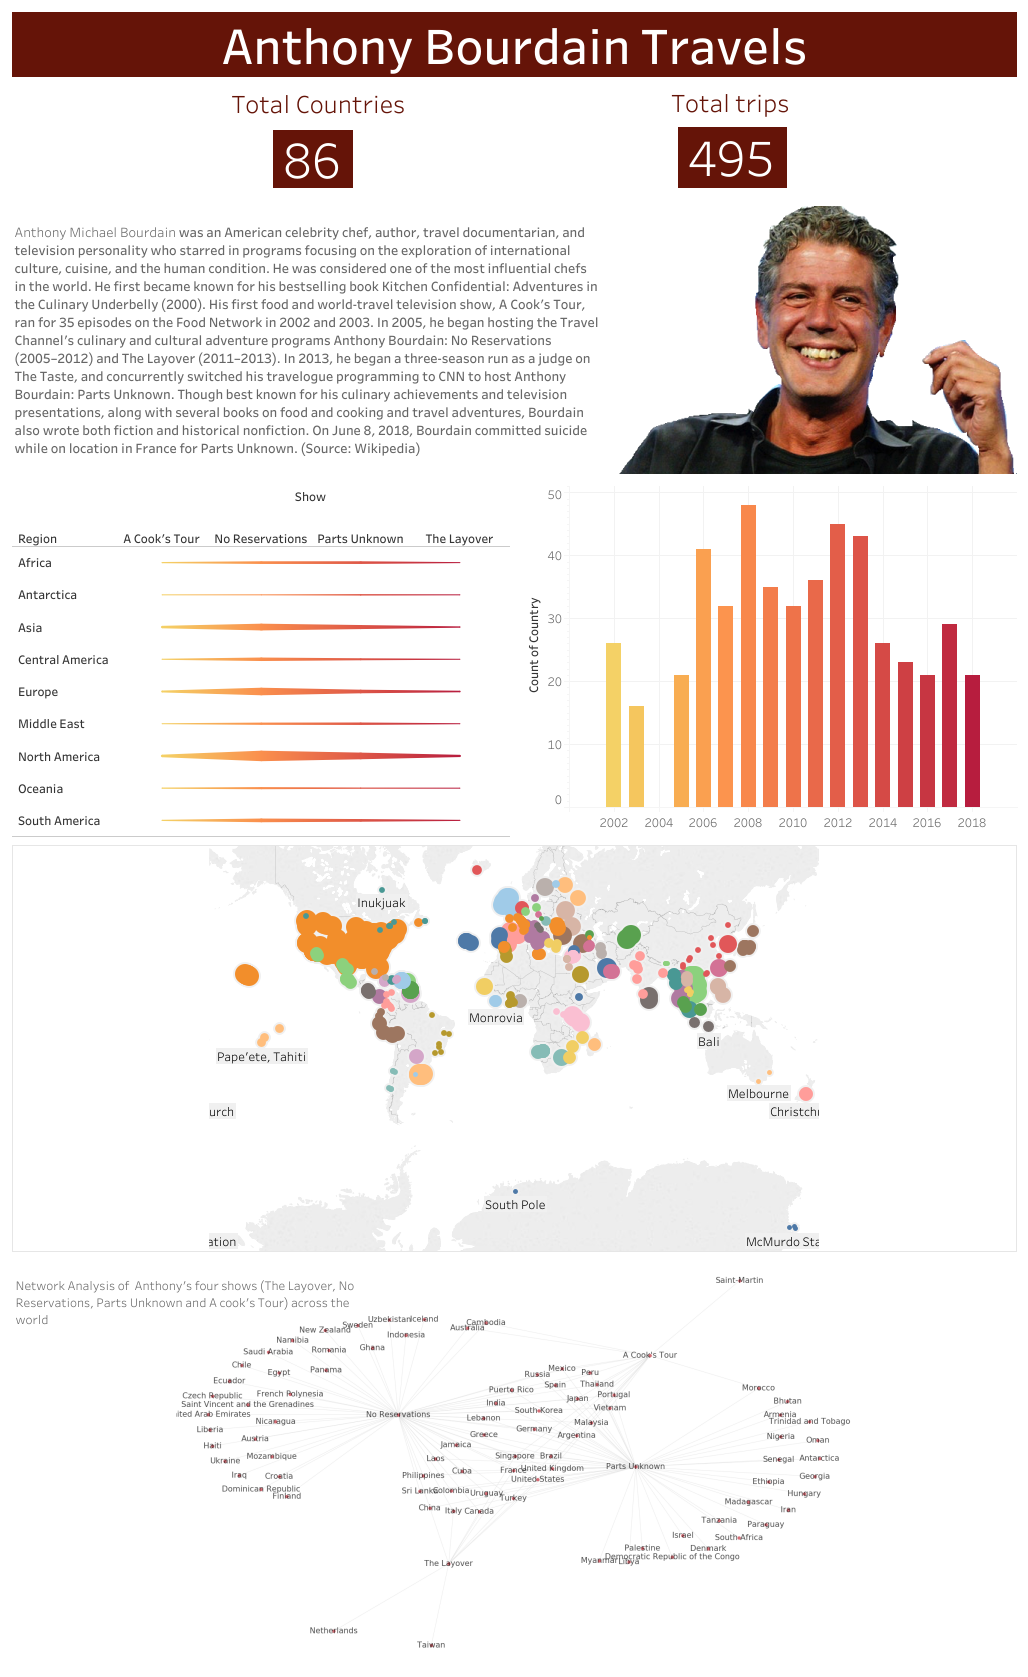 Anthony Bourdain Travels
Total Countries
Total trips
86
495
Anthony Michael Bourdain was an American celebrity chef, author, travel documentarian, and
television personality who starred in programs focusing on the exploration of international
culture, cuisine, and the human condition. He was considered one of the most influential chefs
in the world. He first became known for his bestselling book Kitchen Confidential: Adventures in
the Culinary Underbelly (2000). His first food and world-travel television show, A Cook's Tour,
ran for 35 episodes on the Food Network in 2002 and 2003. In 2005, he began hosting the Travel
Channel's culinary and cultural adventure programs Anthony Bourdain: No Reservations
(2005–2012) and The Layover (2011–2013). In 2013, he began a three-season run as a judge on
The Taste, and concurrently switched his travelogue programming to CNN to host Anthony
Bourdain: Parts Unknown. Though best known for his culinary achievements and television
presentations, along with several books on food and cooking and travel adventures, Bourdain
also wrote both fiction and historical nonfiction. On June 8, 2018, Bourdain committed suicide
while on location in France for Parts Unknown. (Source: Wikipedia)
Show
Region A Cook's Tour No Reservations Parts Unknown The Layover
Africa
Antarctica
Asia
Central America
Europe
Middle East
North America
Oceania
South America
Count of Country
50
40
30
20
10
0
2002 2004 2006 2008 2010 2012 2014 2016 2018
Inukjuak
Monrovia
Pape'ete, Tahiti
Bali
Melbourne
urch
Christchu
South Pole
ation
McMurdo Sta
Network Analysis of Anthony's four shows (The Layover, No
Reservations, Parts Unknown and A cook's Tour) across the
world
Saint-Martin
Uzbekistan Iceland
Sweden
Cambodia
Australia
New Zealand
Indonesia
Namibia
Ghana
Romania
Saudi Arabia
A Cook's Tour
Chile
Egypt
Panama
Mexico
Russia
Peru
Ecuador
Spain
Thailand
Puerto Rico
Morocco
Czech Republic
French Polynesia
Portugal
Japan
Bhutan
Saint Vincent and the Grenadines
India
Vietnam
South Korea
ited Arab Emirates
No Reservations
Armenia
Lebanon
Nicaragua
Malaysia
Trinidad and Tobago
Liberia
Germany
Greece
Argentina
Nigeria
Austria
Oman
Haiti
Jamaica
Mozambique
Laos
Singapore
Brazil
Senegal
Antarctica
Ukraine
Parts Unknown
Cuba
France
United Kingdom
Iraq
Croatia
Philippines
United States
Georgia
Ethiopia
Dominican Republic
Finland
Sri Lanka
Colombia
Uruguay
Turkey
Hungary
Madagascar
China
Italy
Canada
Iran
Tanzania
Paraguay
Israel
South Africa
Palestine
Denmark
The Layover
Myanmar
Libya
Democratic Republic of the Congo
Netherlands
Taiwan